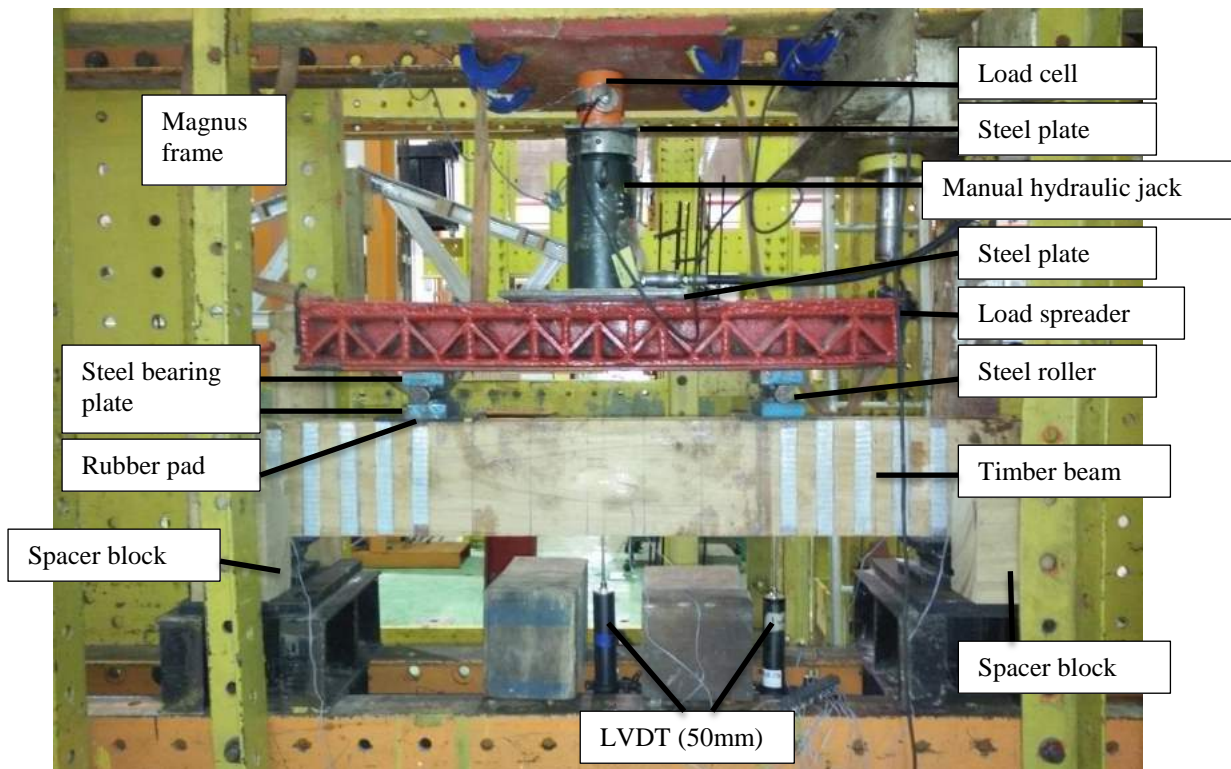 Load cell
Magnus
frame
Steel plate
Manual hydraulic jack
Steel plate
Load spreader
Steel bearing
plate
Steel roller
Rubber pad
Timber beam
Spacer block
Spacer block
LVDT (50mm)